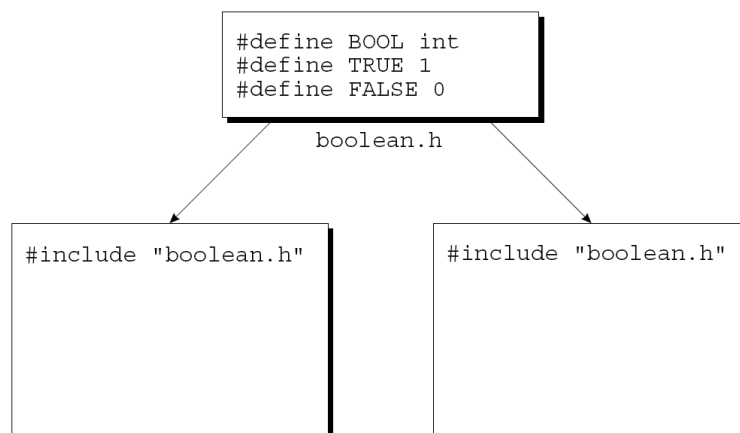 #define BOOL int
#define TRUE 1
#define FALSE 0
boolean.h
#include "boolean.h"
#include "boolean.h"